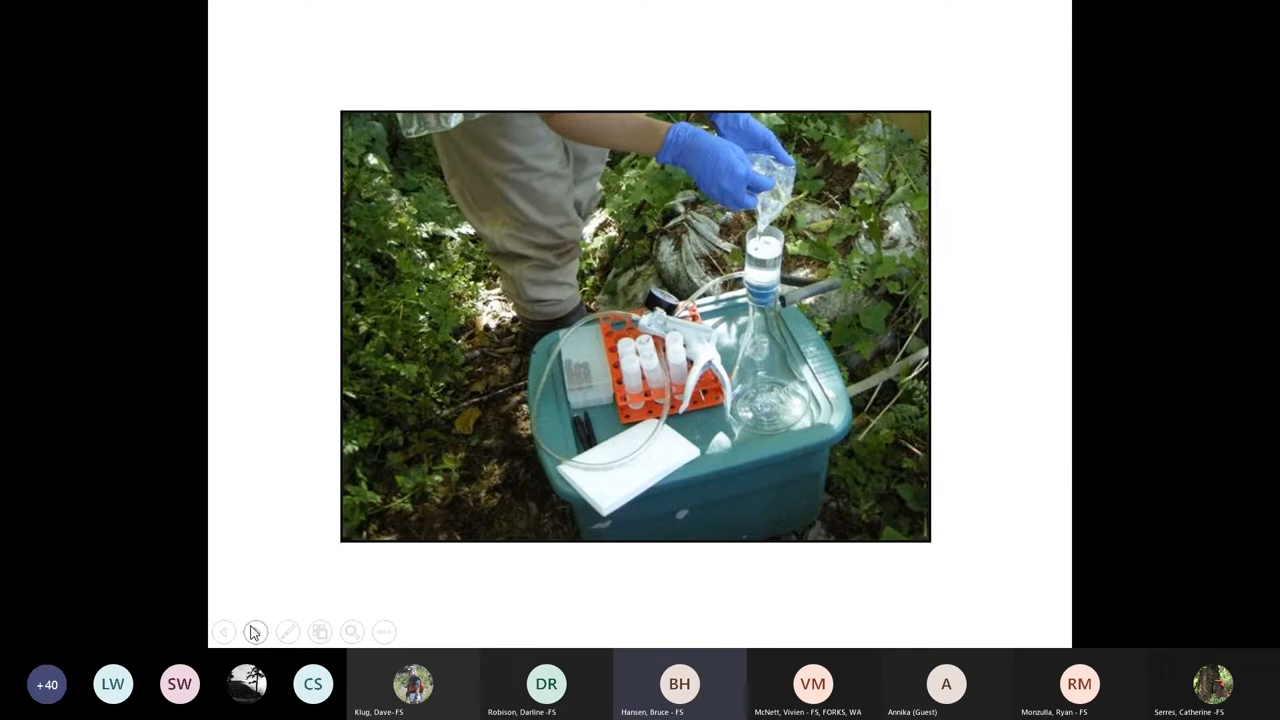 +40
LW
SW
CS
Klug, Dave- FS
DR
Robison, Darline -FS
BH
Hansen, Bruce - FS
VM
McNett, Vivien - FS, FORKS, WA
A
Annika (Guest)
RM
Monzulla, Ryan - FS
Serres, Catherine -FS